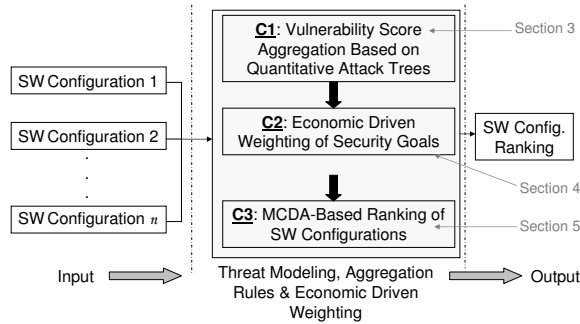 C1: Vulnerability Score
Aggregation Based on
Quantitative Attack Trees
Section 3
SW Configuration 1
SW Configuration 2
.
.
.
SW Configuration n
C2: Economic Driven
Weighting of Security Goals
SW Config.
Ranking
Section 4
C3: MCDA-Based Ranking of
SW Configurations
Section 5
Input
Threat Modeling, Aggregation
Rules & Economic Driven
Weighting
Output